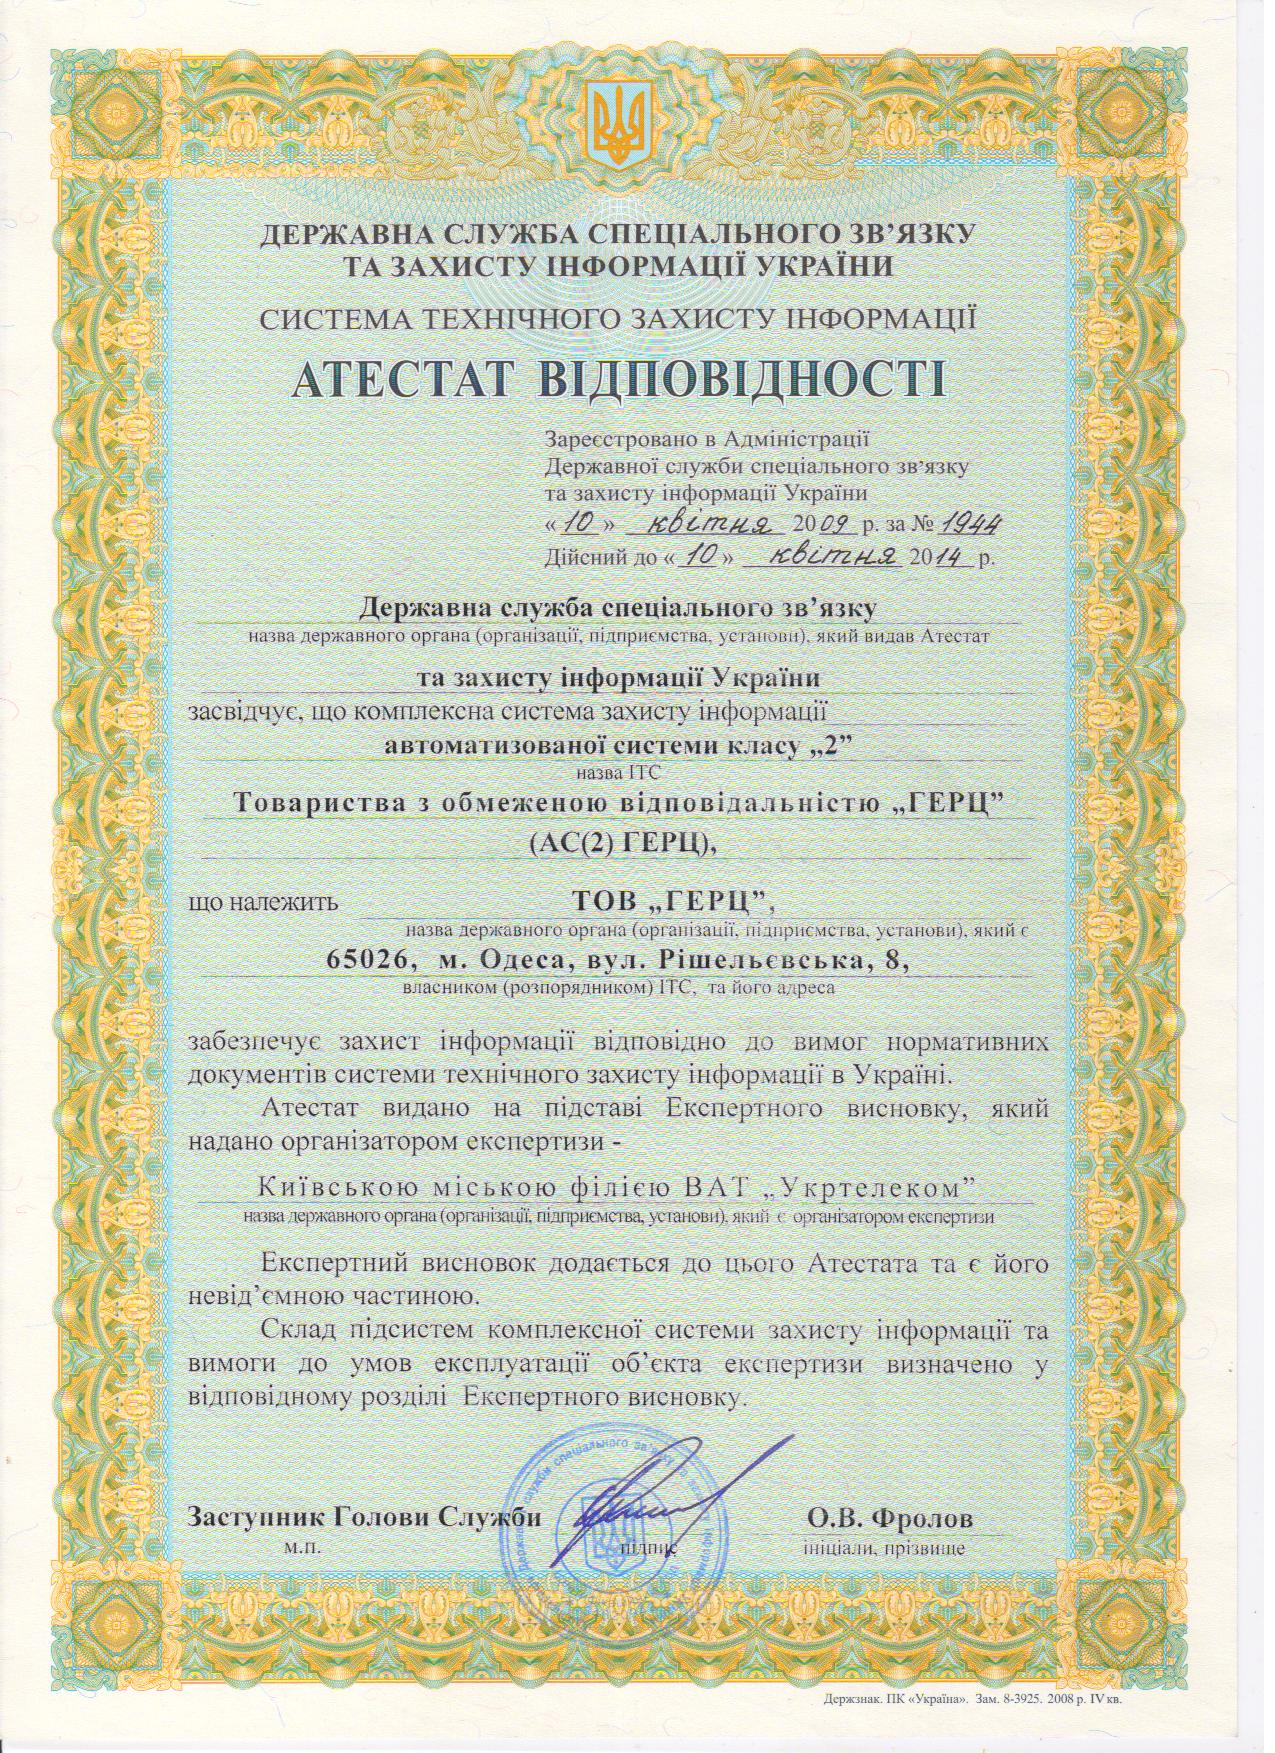 ДЕРЖАВНА СЛУЖБА СПЕЦІАЛЬНОГО ЗВ’ЯЗКУ
ТА ЗАХИСТУ ІНФОРМАЦІЇ УКРАЇНИ
СИСТЕМА ТЕХНІЧНОГО ЗАХИСТУ ІНФОРМАЦІЇ
АТЕСТАТ ВІДПОВІДНОСТІ
Зареєстровано в Адміністрації
Державної служби спеціального зв’язку
та захисту інформації України
« 10 » квітня 2009 р. за № 1944
Дійсний до « 10 » квітня 2014 р.
Державна служба спеціального зв’язку
назва державного органа (організації, підприємства, установи), який видав Атестат
та захисту інформації України
засвідчує, що комплексна система захисту інформації
автоматизованої системи класу „2”
назва ІТС
Товариства з обмеженою відповідальністю „ГЕРЦ”
(АС(2) ГЕРЦ),
що належить ТОВ „ГЕРЦ”,
назва державного органа (організації, підприємства, установи), який є
65026, м. Одеса, вул. Рішельєвська, 8,
власником (розпорядником) ІТС, та його адреса
забезпечує захист інформації відповідно до вимог нормативних
документів системи технічного захисту інформації в Україні.
Атестат видано на підставі Експертного висновку, який
надано організатором експертизи -
Київською міською філією ВАТ „Укртелеком”
назва державного органа (організації, підприємства, установи), який є організатором експертизи
Експертний висновок додається до цього Атестата та є його
невід’ємною частиною.
Склад підсистем комплексної системи захисту інформації та
вимоги до умов експлуатації об’єкта експертизи визначено у
відповідному розділі Експертного висновку.
Заступник Голови Служби О.В. Фролов
м.п. підпис ініціали, прізвище
Держзнак. ПК «Україна». Зам. 8-3925. 2008 р. IV кв.